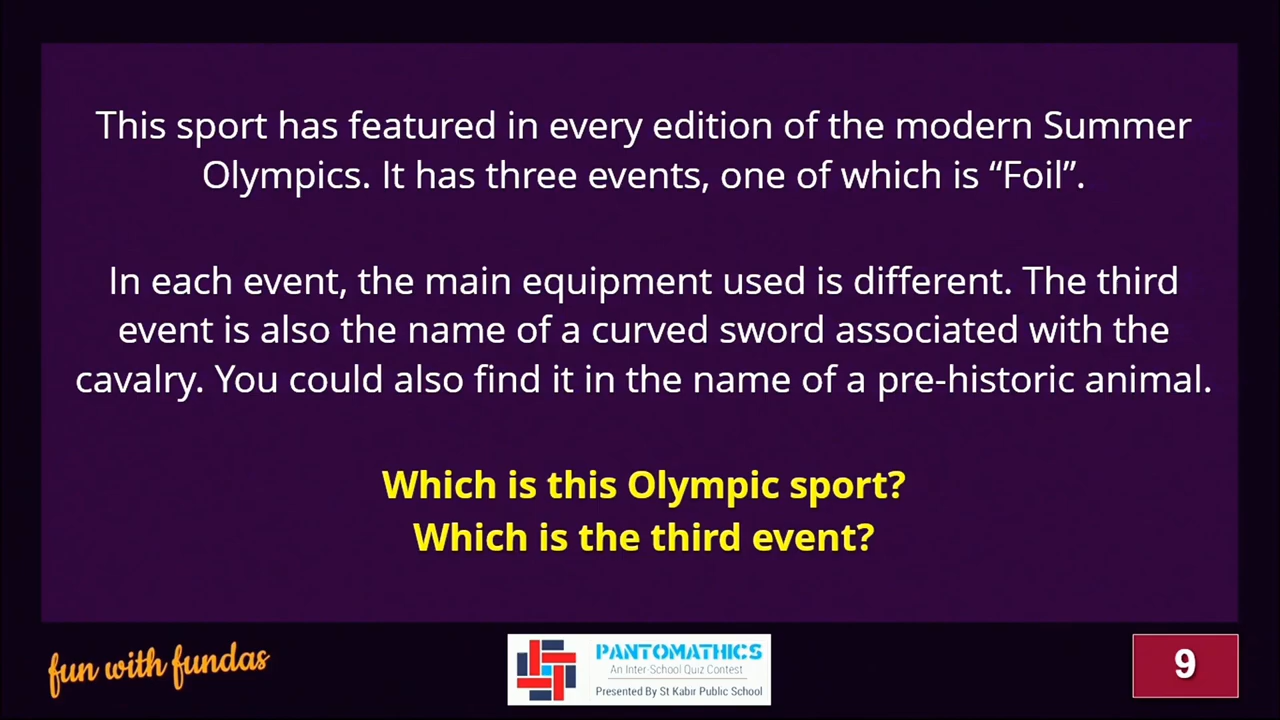 This sport has featured in every edition of the modern Summer
Olympics. It has three events, one of which is “Foil”.
In each event, the main equipment used is different. The third
event is also the name of a curved sword associated with the
cavalry. You could also find it in the name of a pre-historic animal.
Which is this Olympic sport?
Which is the third event?
fun with fundas
PANTOMATHICS
An Inter-School Quiz Contest
Presented By St Kabir Public School
9